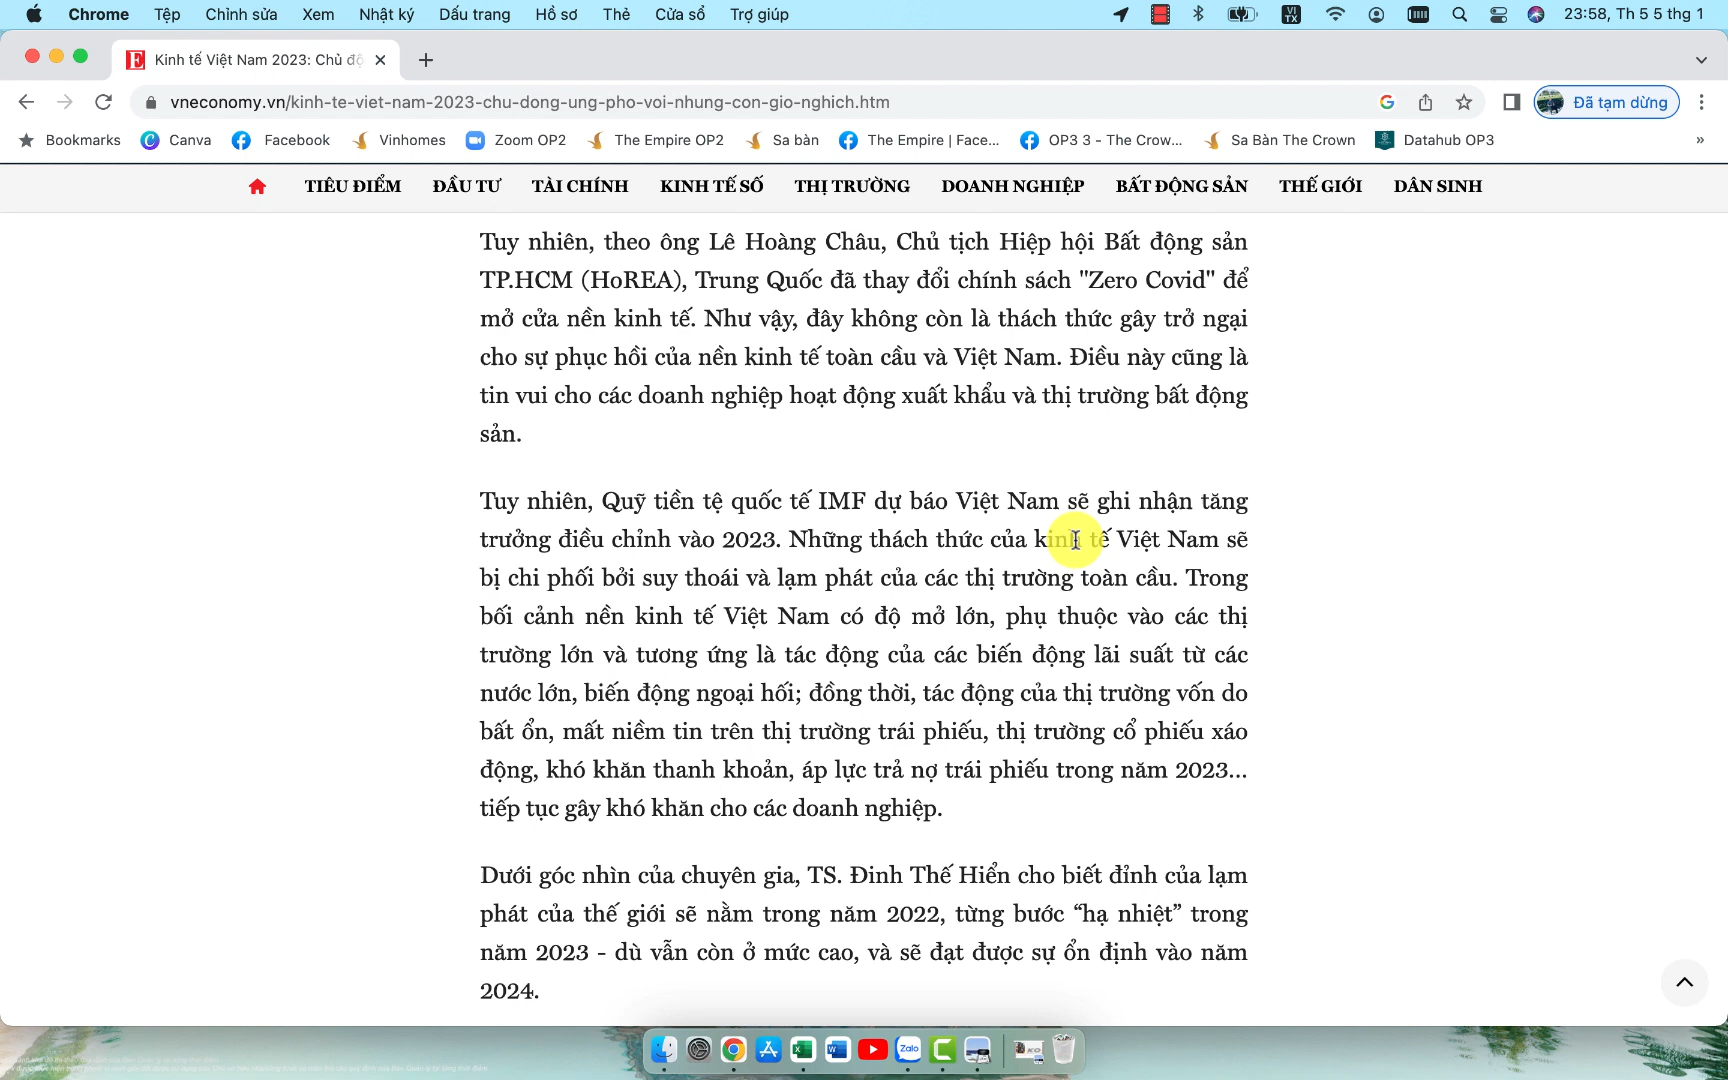 Chrome Tệp Chỉnh sửa Xem Nhật ký Dấu trang Hồ sơ Thẻ Cửa sổ Trợ giúp VI TX 23:58, Th 5 5 thg 1
Kinh tế Việt Nam 2023: Chủ độ
vneconomy.vn/kinh-te-viet-nam-2023-chu-dong-ung-pho-voi-nhung-con-gio-nghich.htm Đã tạm dừng
Bookmarks Canva Facebook Vinhomes Zoom OP2 The Empire OP2 Sa bàn The Empire | Face... OP3 3 - The Crow... Sa Bàn The Crown Datahub OP3 »
TIÊU ĐIỂM ĐẦU TƯ TÀI CHÍNH KINH TẾ SỐ THỊ TRƯỜNG DOANH NGHIỆP BẤT ĐỘNG SẢN THẾ GIỚI DÂN SINH
Tuy nhiên, theo ông Lê Hoàng Châu, Chủ tịch Hiệp hội Bất động sản
TP.HCM (HoREA), Trung Quốc đã thay đổi chính sách "Zero Covid" để
mở cửa nền kinh tế. Như vậy, đây không còn là thách thức gây trở ngại
cho sự phục hồi của nền kinh tế toàn cầu và Việt Nam. Điều này cũng là
tin vui cho các doanh nghiệp hoạt động xuất khẩu và thị trường bất động
sản.
Tuy nhiên, Quỹ tiền tệ quốc tế IMF dự báo Việt Nam sẽ ghi nhận tăng
trưởng điều chỉnh vào 2023. Những thách thức của kinh tế Việt Nam sẽ
bị chi phối bởi suy thoái và lạm phát của các thị trường toàn cầu. Trong
bối cảnh nền kinh tế Việt Nam có độ mở lớn, phụ thuộc vào các thị
trường lớn và tương ứng là tác động của các biến động lãi suất từ các
nước lớn, biến động ngoại hối; đồng thời, tác động của thị trường vốn do
bất ổn, mất niềm tin trên thị trường trái phiếu, thị trường cổ phiếu xáo
động, khó khăn thanh khoản, áp lực trả nợ trái phiếu trong năm 2023...
tiếp tục gây khó khăn cho các doanh nghiệp.
Dưới góc nhìn của chuyên gia, TS. Đinh Thế Hiển cho biết đỉnh của lạm
phát của thế giới sẽ nằm trong năm 2022, từng bước “hạ nhiệt” trong
năm 2023 - dù vẫn còn ở mức cao, và sẽ đạt được sự ổn định vào năm
2024.
Zalo